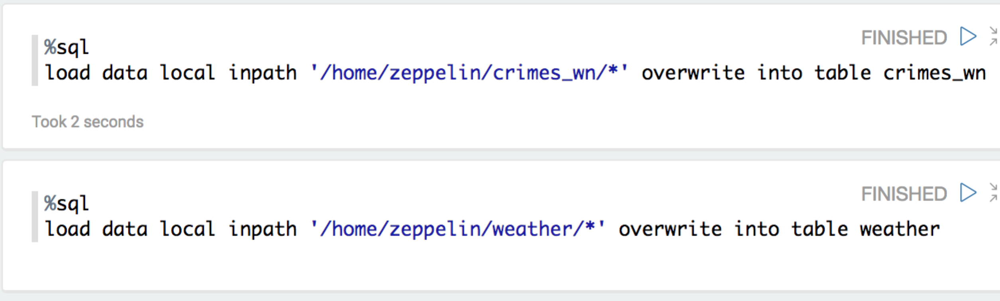 FINISHED
%sql
load data local inpath '/home/zeppelin/crimes_wn/*' overwrite into table crimes_wn
Took 2 seconds
FINISHED
%sql
load data local inpath '/home/zeppelin/weather/*' overwrite into table weather